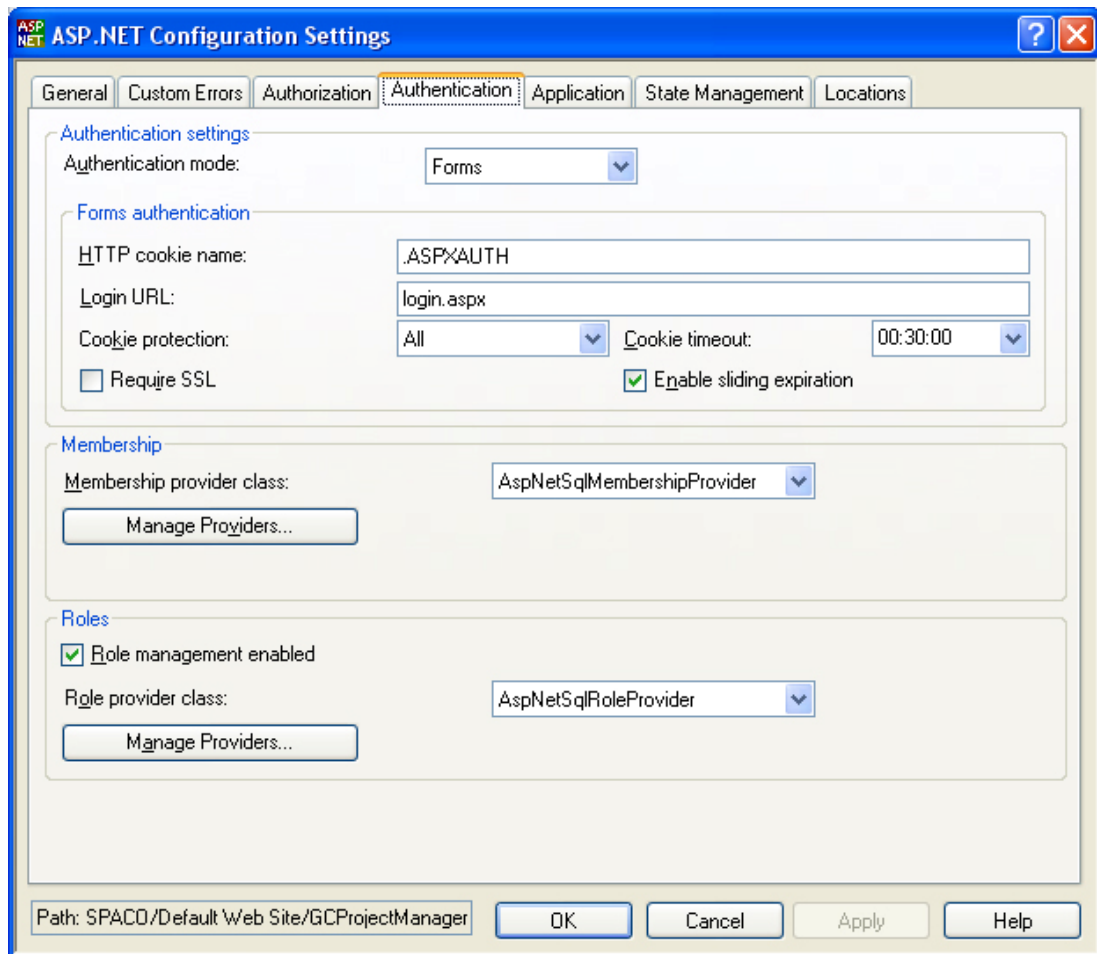 ASP.NET Configuration Settings
General Custom Errors Authorization Authentication Application State Management Locations
Authentication settings
Authentication mode: Forms
Forms authentication
HTTP cookie name: .ASPXAUTH
Login URL: login.aspx
Cookie protection: All Cookie timeout: 00:30:00
Require SSL Enable sliding expiration
Membership
Membership provider class: AspNetSqlMembershipProvider
Manage Providers...
Roles
Role management enabled
Role provider class: AspNetSqlRoleProvider
Manage Providers...
Path: SPACO/Default Web Site/GCProjectManager OK Cancel Apply Help